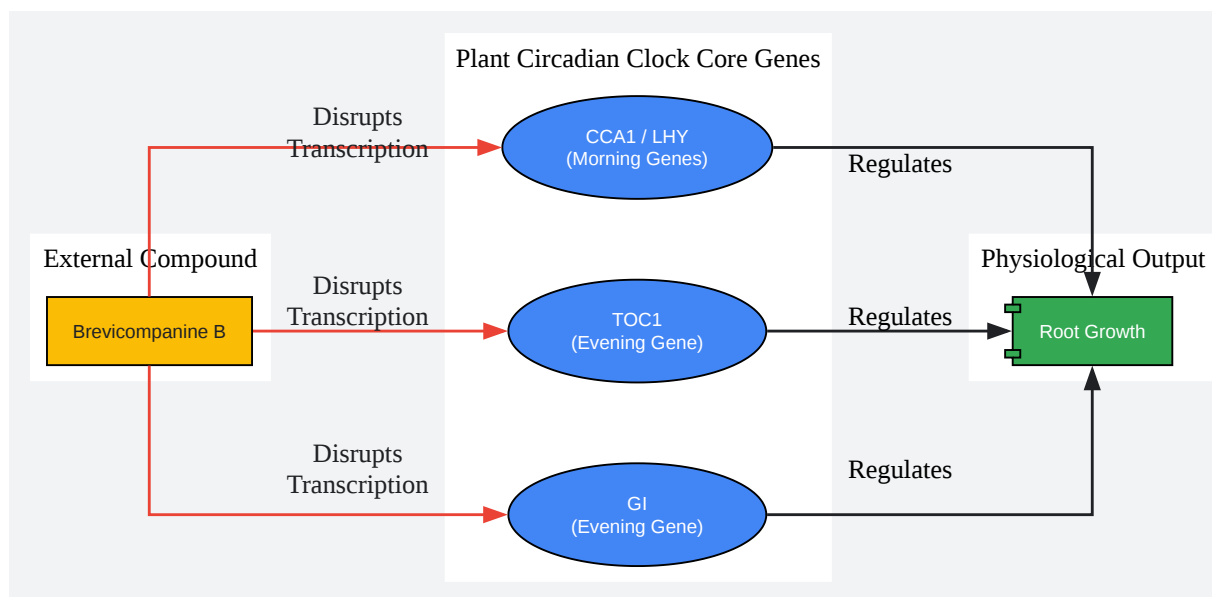 Plant Circadian Clock Core Genes
Disrupts
Transcription
CCA1 / LHY
(Morning Genes)
Regulates
External Compound
Brevicompanine B
Disrupts
Transcription
TOC1
(Evening Gene)
Regulates
Physiological Output
Root Growth
Disrupts
Transcription
GI
(Evening Gene)
Regulates